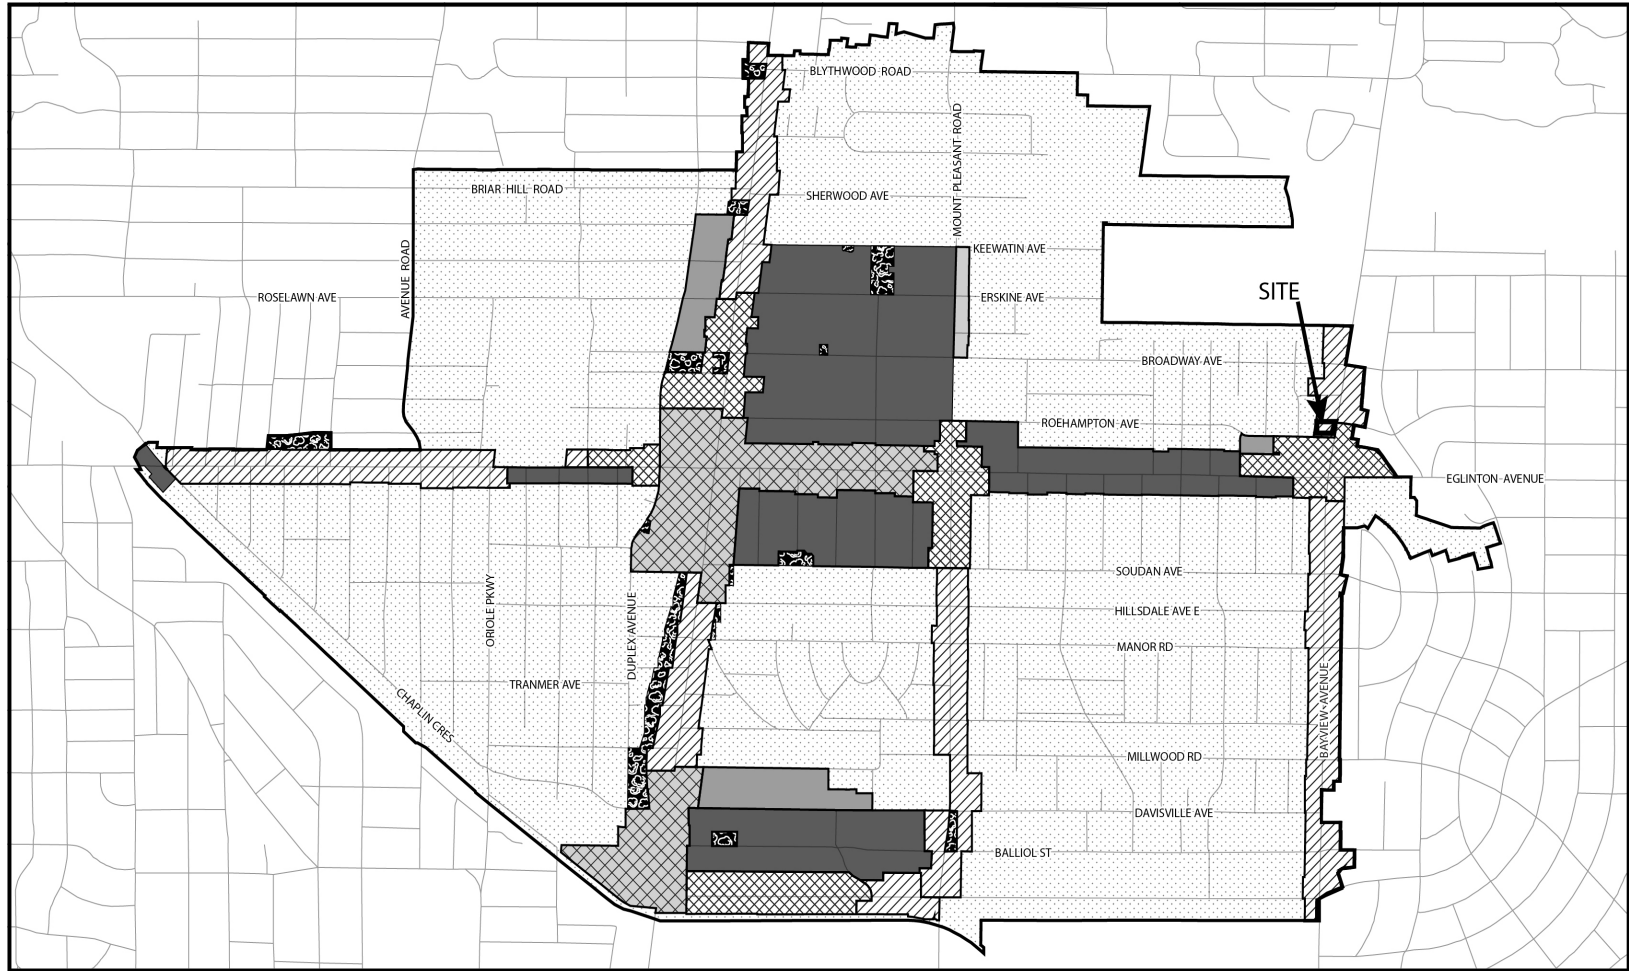 BLYTHWOOD ROAD
MOUNT PLEASANT ROAD
BRIAR HILL ROAD
SHERWOOD AVE
AVENUE ROAD
KEEWATIN AVE
ROSELAWN AVE
ERSKINE AVE
SITE
BROADWAY AVE
ROEHAMPTON AVE
EGLINTON AVENUE
SOUDAN AVE
ORIOLE PKWY
DUPLEX AVENUE
HILLSDALE AVE E
MANOR RD
TRANMER AVE
CHAPLIN CRES
BAYVIEW AVENUE
MILLWOOD RD
DAVISVILLE AVE
BALLIOL ST